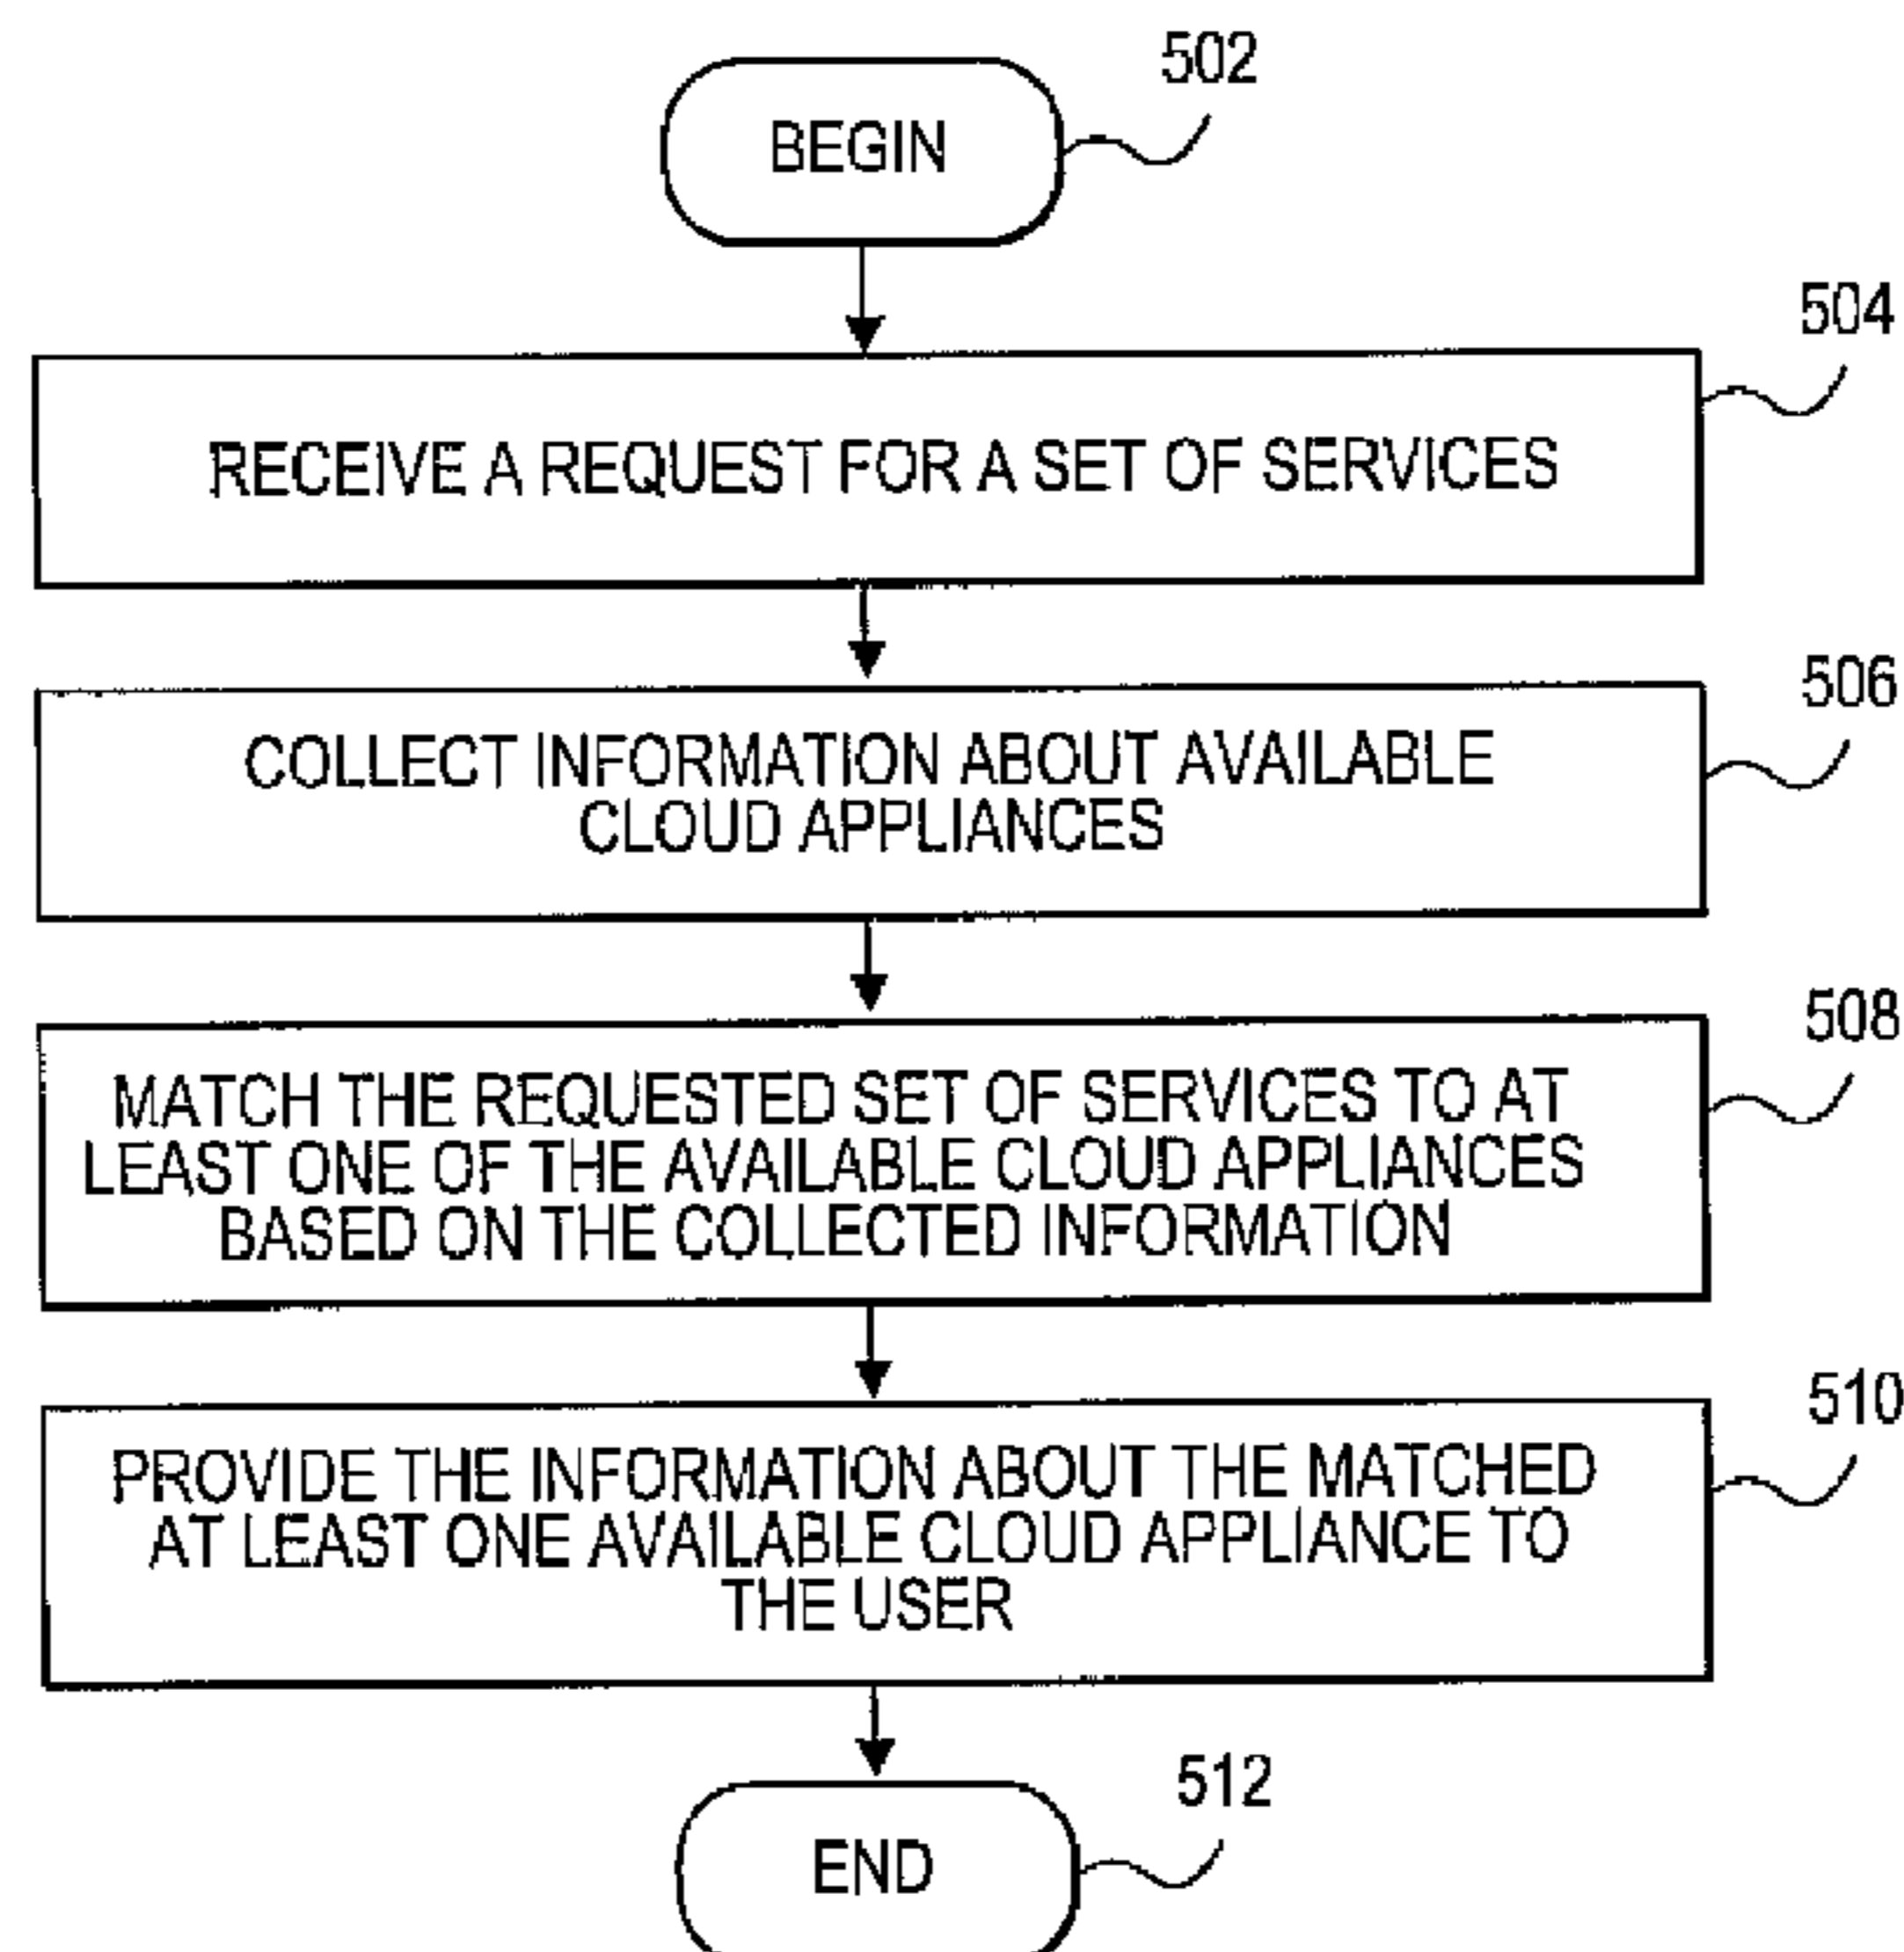 502
BEGIN
504
RECEIVE A REQUEST FOR A SET OF SERVICES
506
COLLECT INFORMATION ABOUT AVAILABLE
CLOUD APPLIANCES
508
MATCH THE REQUESTED SET OF SERVICES TO AT
LEAST ONE OF THE AVAILABLE CLOUD APPLIANCES
BASED ON THE COLLECTED INFORMATION
510
PROVIDE THE INFORMATION ABOUT THE MATCHED
AT LEAST ONE AVAILABLE CLOUD APPLIANCE TO
THE USER
512
END